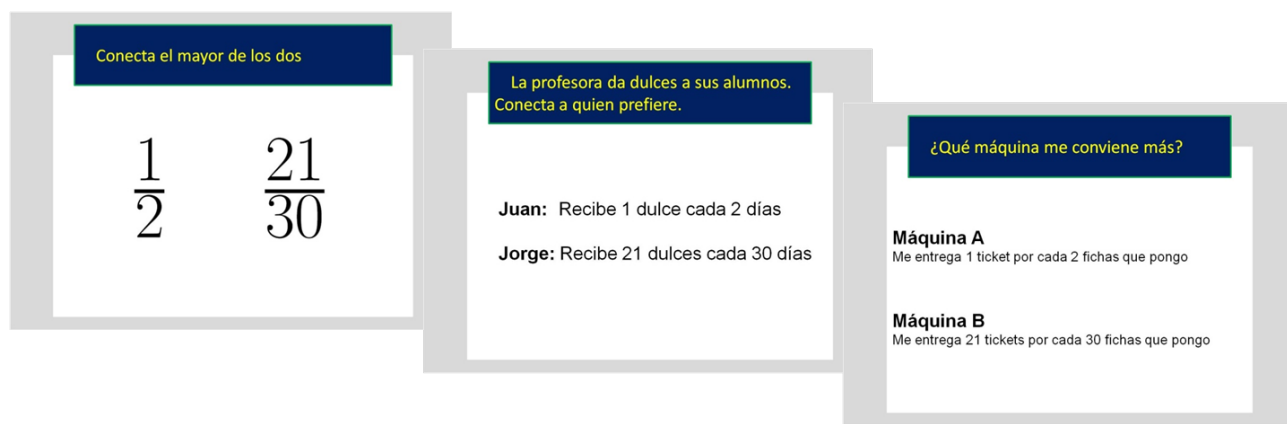 Conecta el mayor de los dos
1 21
2 30
La profesora da dulces a sus alumnos.
Conecta a quien prefiere.
Juan: Recibe 1 dulce cada 2 días
Jorge: Recibe 21 dulces cada 30 días
¿Qué máquina me conviene más?
Máquina A
Me entrega 1 ticket por cada 2 fichas que pongo
Máquina B
Me entrega 21 tickets por cada 30 fichas que pongo